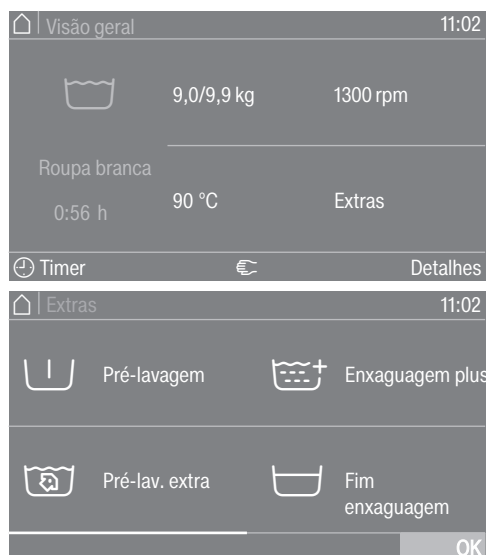 Visão geral 11:02
9,0/9,9 kg 1300 rpm
Roupa branca
0:56 h
90 °C Extras
Timer Detalhes
Extras 11:02
Pré-lavagem Enxaguagem plus
Pré-lav. extra Fim
enxaguagem
OK